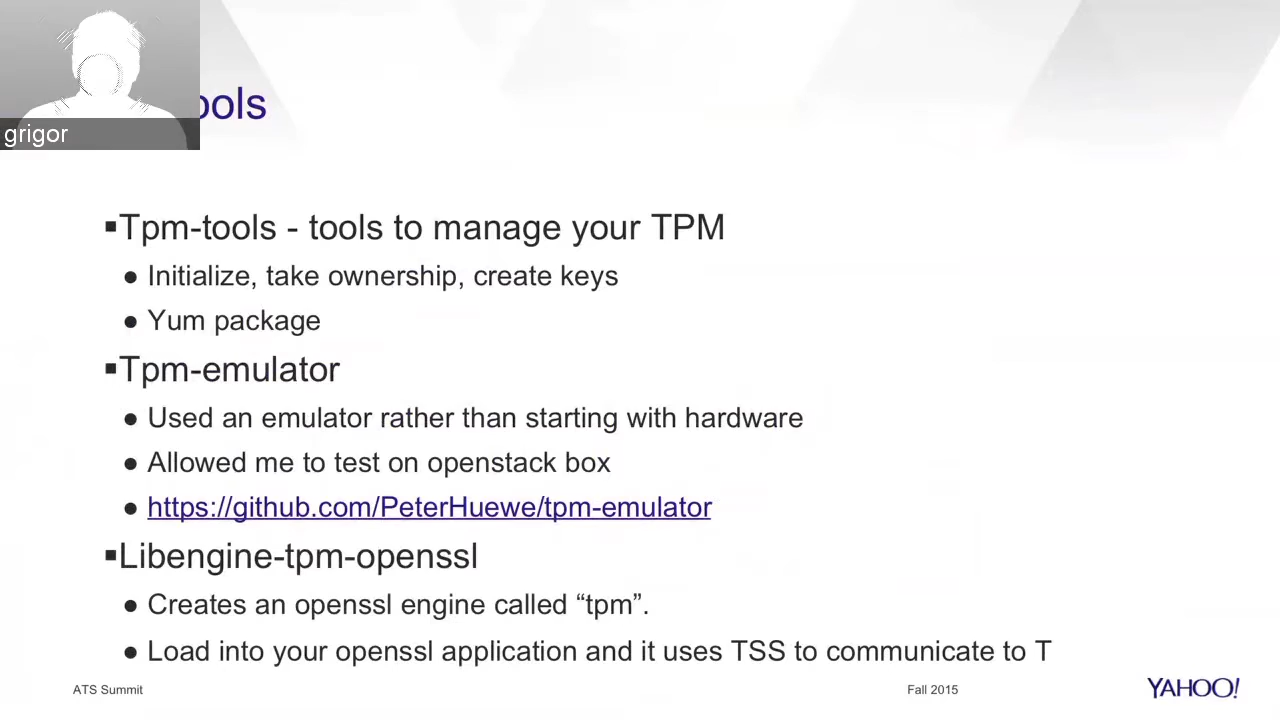 ools
grigor
▪Tpm-tools - tools to manage your TPM
● Initialize, take ownership, create keys
● Yum package
▪Tpm-emulator
● Used an emulator rather than starting with hardware
● Allowed me to test on openstack box
● https://github.com/PeterHuewe/tpm-emulator
▪Libengine-tpm-openssl
● Creates an openssl engine called “tpm”.
● Load into your openssl application and it uses TSS to communicate to T
ATS Summit
Fall 2015
YAHOO!